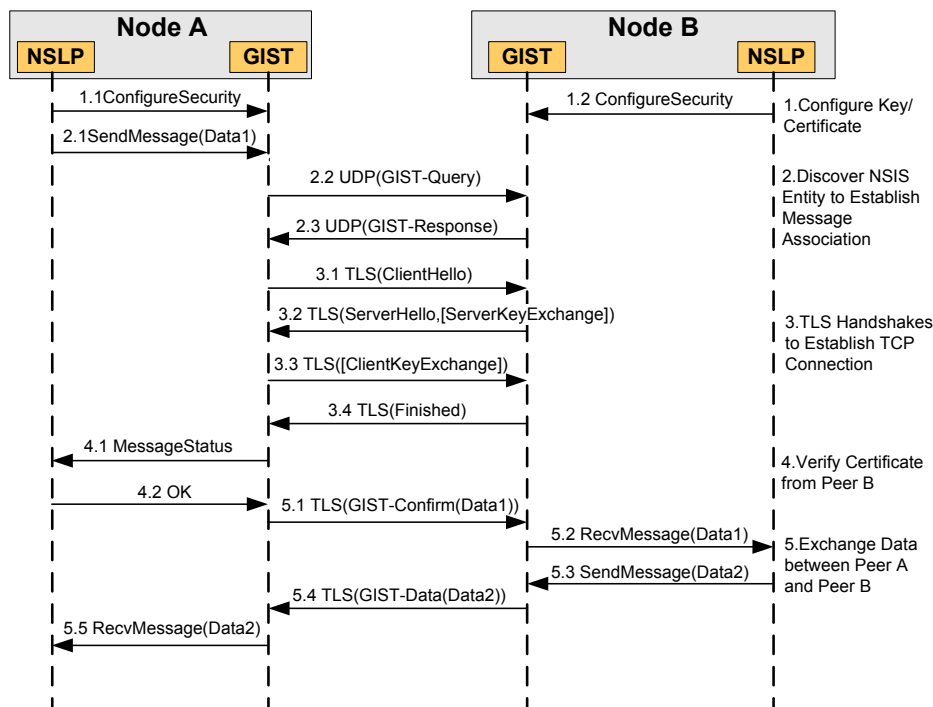 Node A
Node B
NSLP
GIST
GIST
NSLP
1.1ConfigureSecurity
1.2 ConfigureSecurity
1.Configure Key/
Certificate
2.1SendMessage(Data1)
2.2 UDP(GIST-Query)
2.Discover NSIS
Entity to Establish
Message
Association
2.3 UDP(GIST-Response)
3.1 TLS(ClientHello)
3.2 TLS(ServerHello,[ServerKeyExchange])
3.TLS Handshakes
to Establish TCP
Connection
3.3 TLS([ClientKeyExchange])
3.4 TLS(Finished)
4.1 MessageStatus
4.Verify Certificate
from Peer B
4.2 OK
5.1 TLS(GIST-Confirm(Data1))
5.2 RecvMessage(Data1)
5.Exchange Data
between Peer A
and Peer B
5.3 SendMessage(Data2)
5.4 TLS(GIST-Data(Data2))
5.5 RecvMessage(Data2)